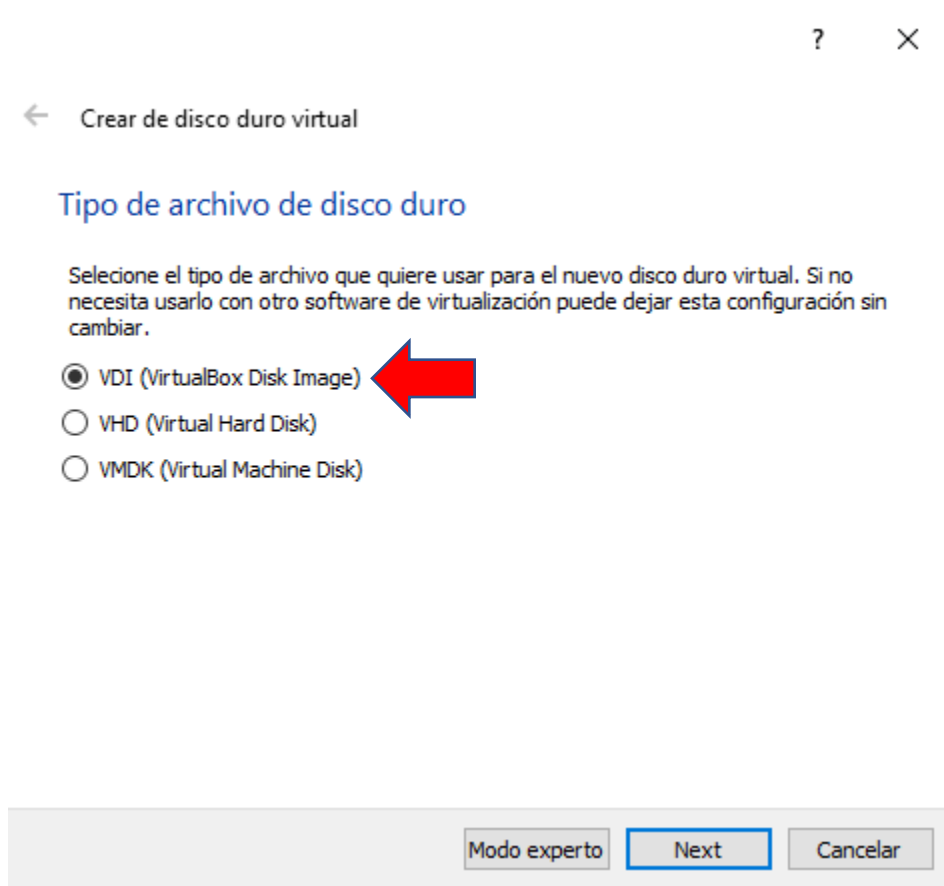 ?
Crear de disco duro virtual
Tipo de archivo de disco duro
Selecione el tipo de archivo que quiere usar para el nuevo disco duro virtual. Si no
necesita usarlo con otro software de virtualización puede dejar esta configuración sin
cambiar.
VDI (VirtualBox Disk Image)
VHD (Virtual Hard Disk)
VMDK (Virtual Machine Disk)
Modo experto Next Cancelar